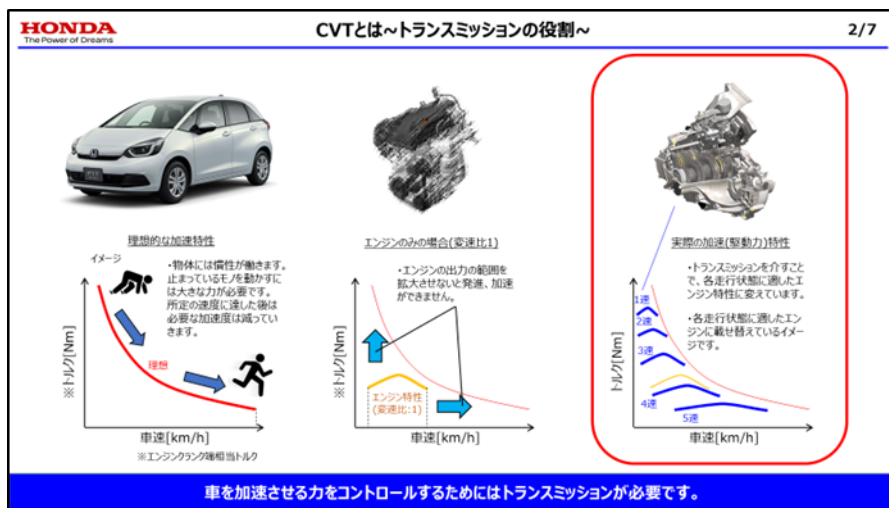 HONDA
The Power of Dreams
CVTとは~トランスミッションの役割~
2/7
理想的な加速特性
イメージ
・物体には慣性が働きます。
止まっているモノを動かすには
大きな力が必要です。
所定の速度に達した後は
必要な加速度は減ってい
きます。
理想
※トルク[Nm]
車速[km/h]
※エンジンクランク端相当トルク
エンジンのみの場合(変速比1)
・エンジンの出力の範囲を
拡大させないと発進、加速
ができません。
エンジン特性
(変速比:1)
※トルク[Nm]
車速[km/h]
実際の加速(駆動力)特性
・トランスミッションを介すこと
で、各走行状態に適したエ
ンジン特性に変えています。
・各走行状態に適したエン
ジンに載せ替えているイメー
ジです。
1速
2速
3速
4速
5速
トルク[Nm]
車速[km/h]
車を加速させる力をコントロールするためにはトランスミッションが必要です。